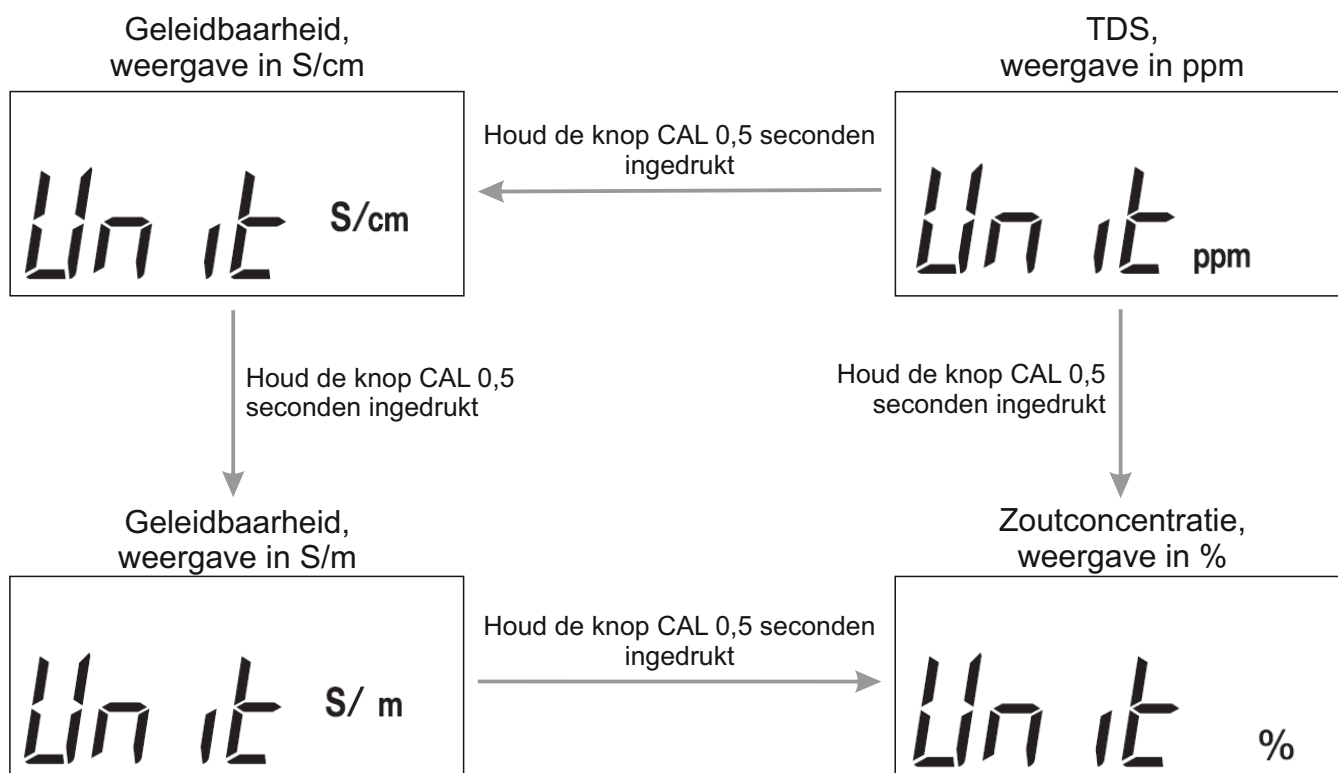 Geleidbaarheid,
weergave in S/cm
TDS,
weergave in ppm
Houd de knop CAL 0,5 seconden
ingedrukt
Unit S/cm
Unit ppm
Houd de knop CAL 0,5
seconden ingedrukt
Houd de knop CAL 0,5
seconden ingedrukt
Geleidbaarheid,
weergave in S/m
Zoutconcentratie,
weergave in %
Houd de knop CAL 0,5 seconden
ingedrukt
Unit S/ m
Unit %